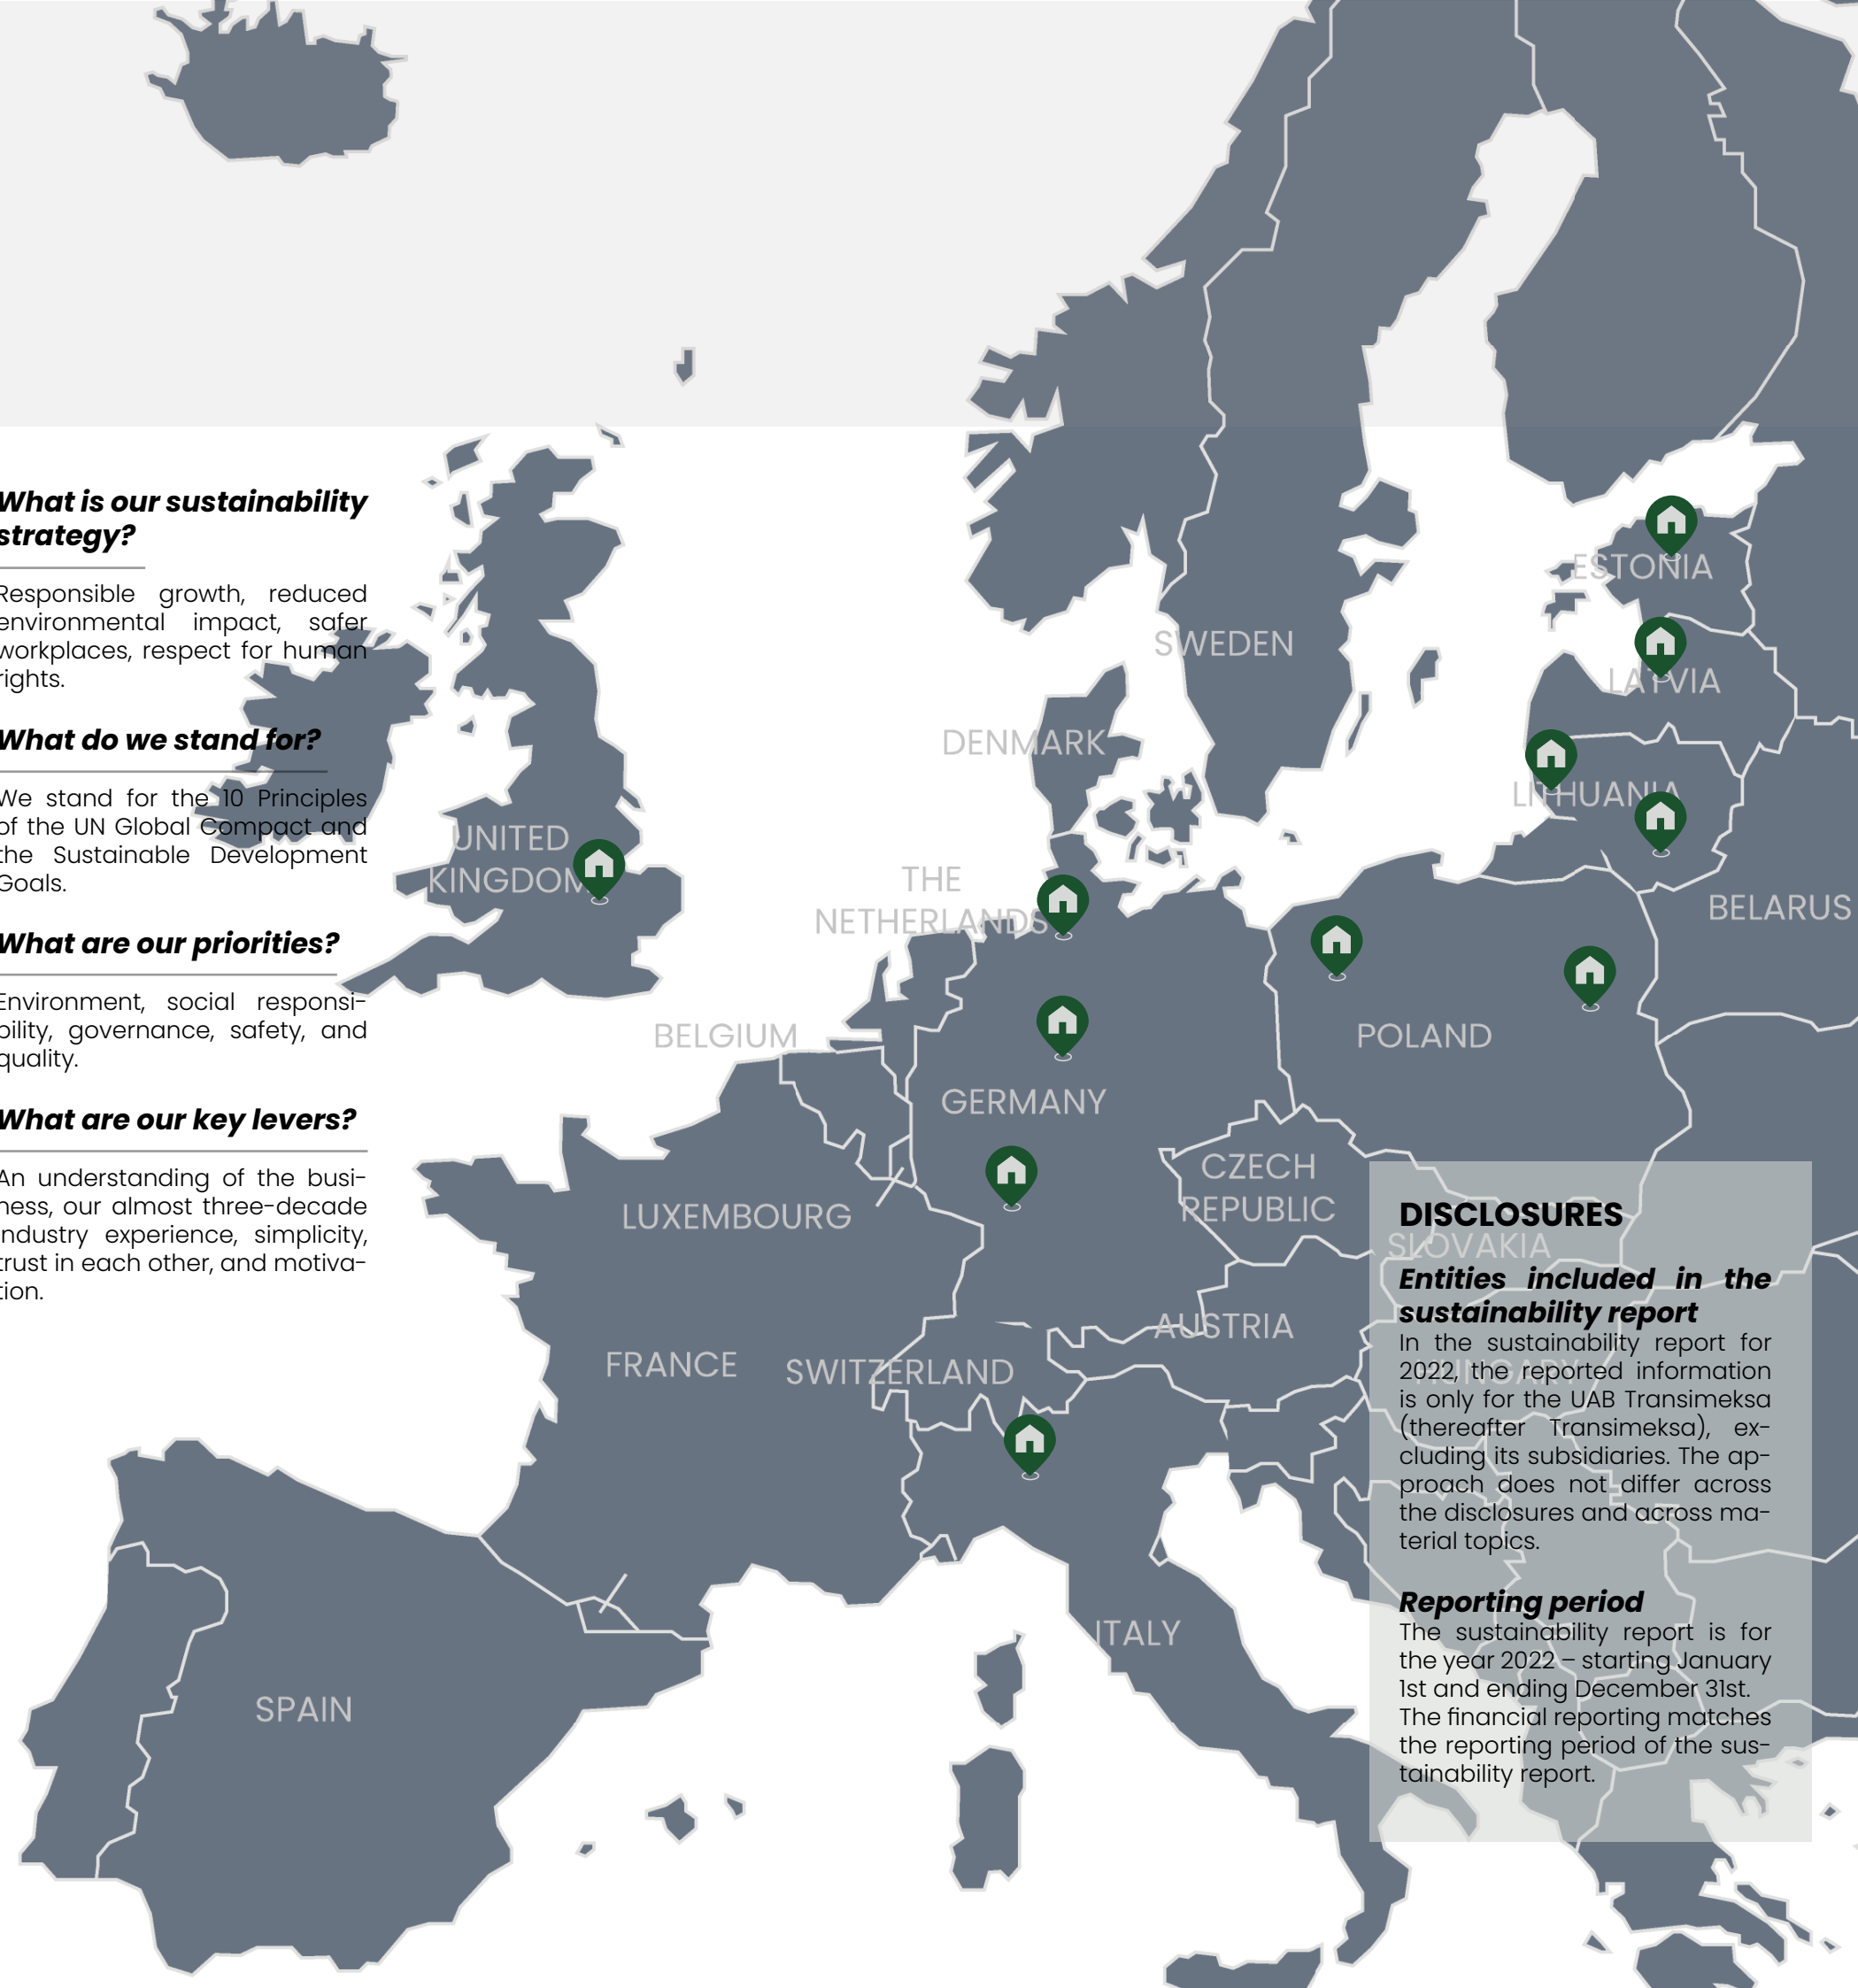 What is our sustainability
strategy?
Responsible growth, reduced
environmental impact, safer
workplaces, respect for human
rights.
What do we stand for?
We stand for the 10 Principles
of the UN Global Compact and
the Sustainable Development
Goals.
What are our priorities?
Environment, social responsi-
bility, governance, safety, and
quality.
What are our key levers?
An understanding of the busi-
ness, our almost three-decade
industry experience, simplicity,
trust in each other, and motiva-
tion.
ESTONIA
SWEDEN
LATVIA
DENMARK
LITHUANIA
UNITED
KINGDOM
THE
NETHERLANDS
BELARUS
BELGIUM
POLAND
GERMANY
CZECH
REPUBLIC
LUXEMBOURG
SLOVAKIA
AUSTRIA
FRANCE
SWITZERLAND
HUNGARY
ITALY
SPAIN
DISCLOSURES
Entities included in the
sustainability report
In the sustainability report for
2022, the reported information
is only for the UAB Transimeksa
(thereafter Transimeksa), ex-
cluding its subsidiaries. The ap-
proach does not differ across
the disclosures and across ma-
terial topics.
Reporting period
The sustainability report is for
the year 2022 – starting January
1st and ending December 31st.
The financial reporting matches
the reporting period of the sus-
tainability report.